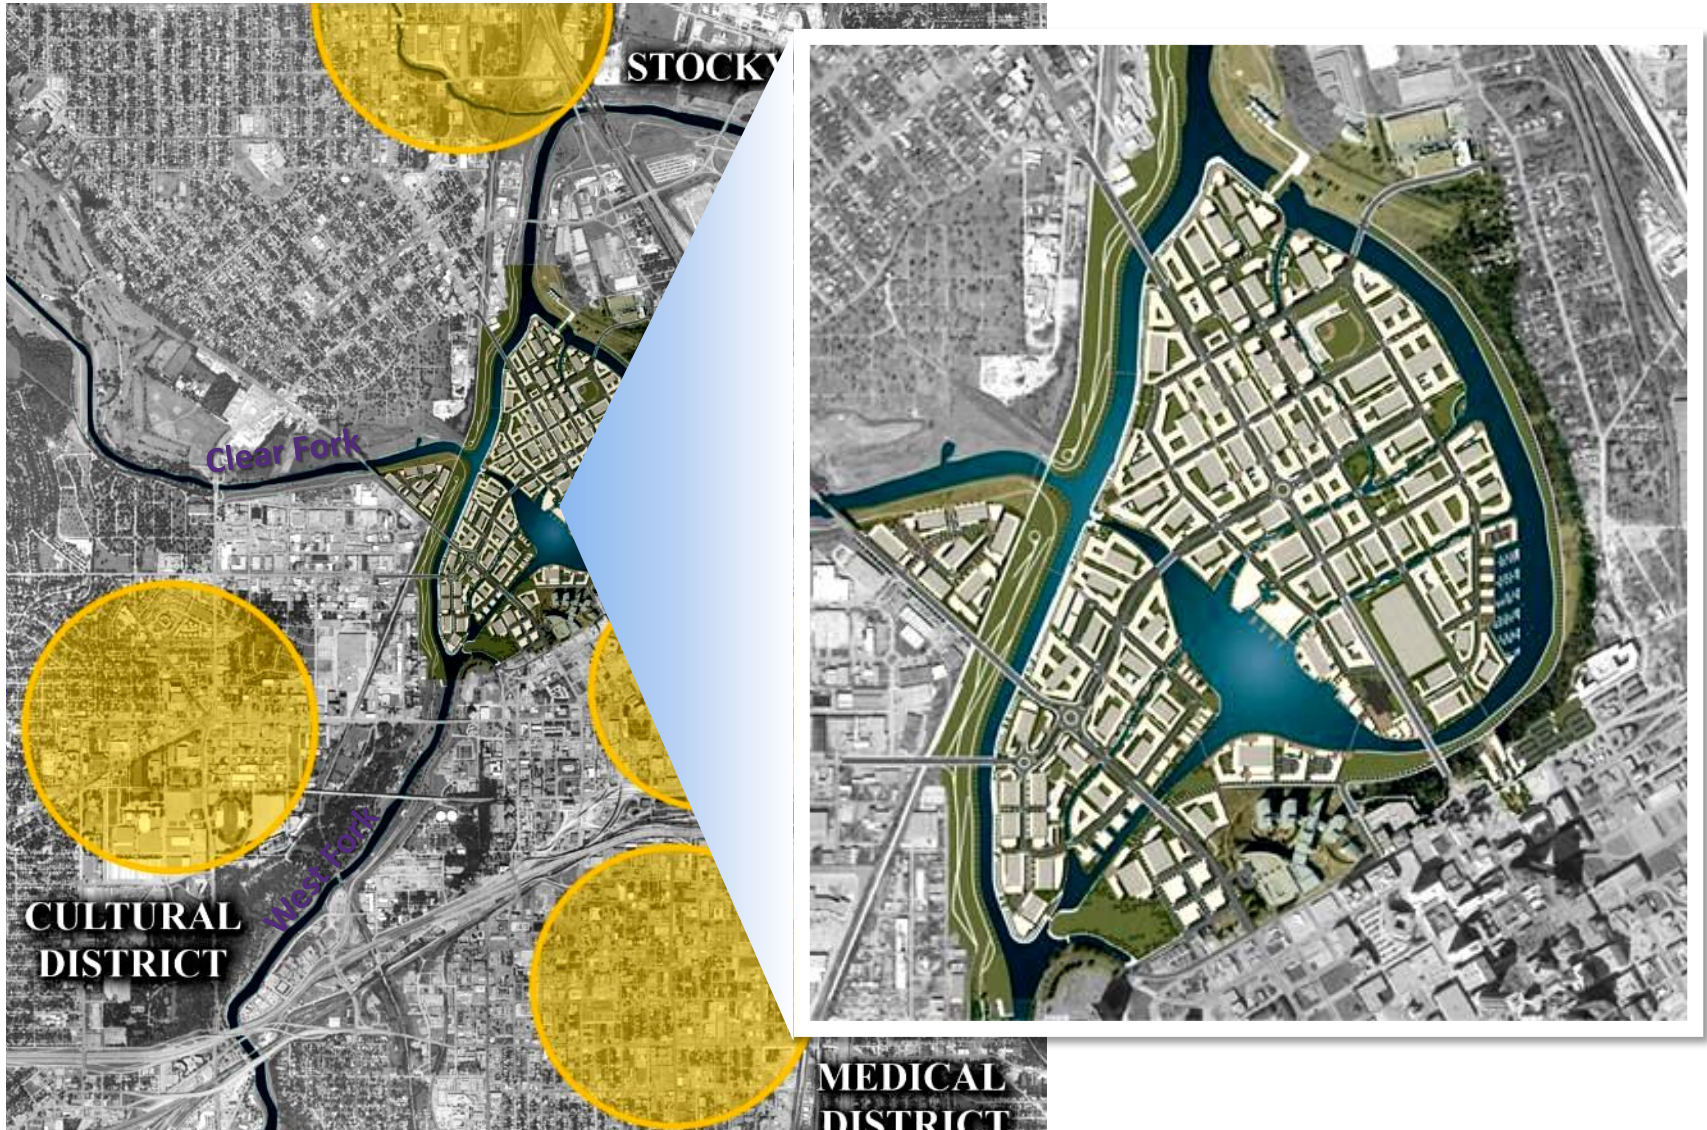 STOCKY
Clear Fork
West Fork
CULTURAL
DISTRICT
MEDICAL
DISTRICT